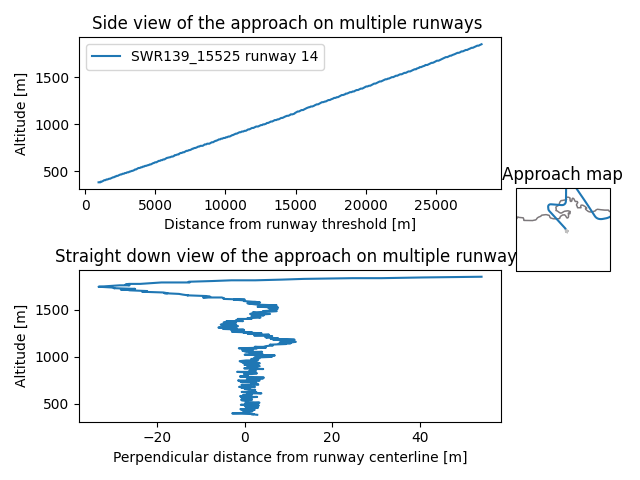 Side view of the approach on multiple runways
SWR139_15525 runway 14
Altitude [m]
1500
1000
500
0 5000 10000 15000 20000 25000
Distance from runway threshold [m]
Approach map
Straight down view of the approach on multiple runway
Altitude [m]
1500
1000
500
−20 0 20 40
Perpendicular distance from runway centerline [m]